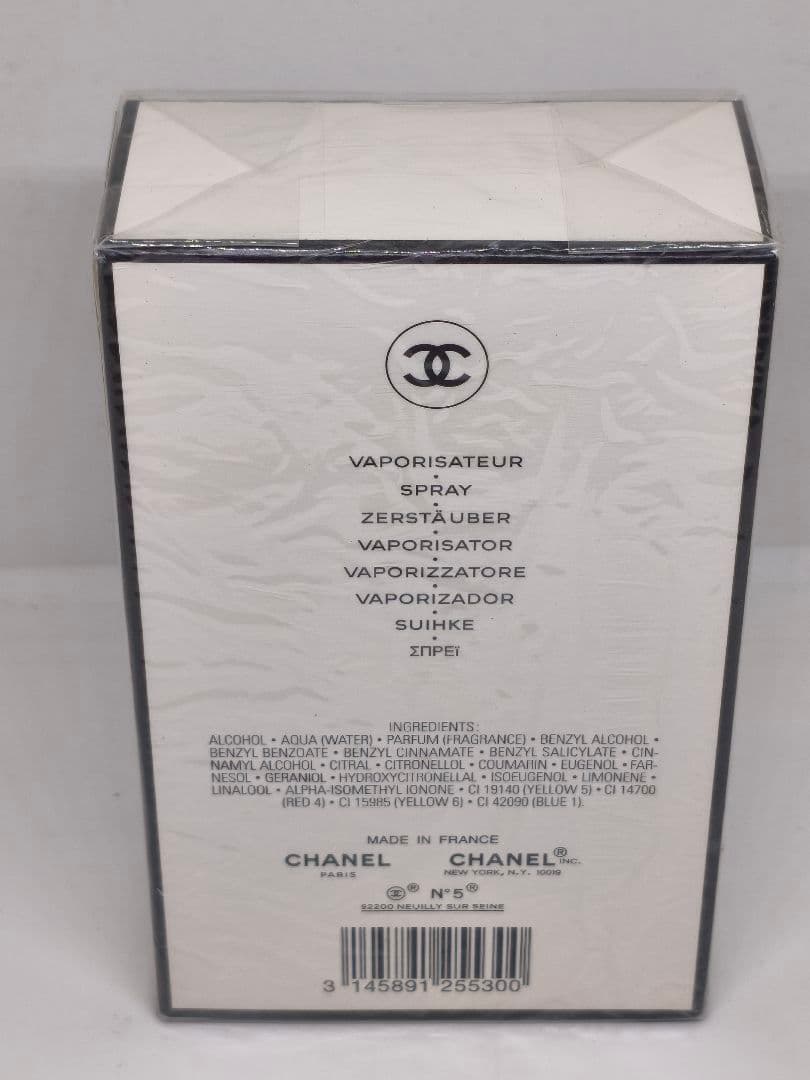 VAPORISATEUR
•
SPRAY
•
ZERSTÄUBER
•
VAPORISATOR
•
VAPORIZZATORE
•
VAPORIZADOR
•
SUIHKE
•
ΣΠΡΕΪ
INGREDIENTS:
ALCOHOL • AQUA (WATER) • PARFUM (FRAGRANCE) • BENZYL ALCOHOL •
BENZYL BENZOATE • BENZYL CINNAMATE • BENZYL SALICYLATE • CIN-
NAMYL ALCOHOL • CITRAL • CITRONELLOL • COUMARIN • EUGENOL • FAR-
NESOL • GERANIOL • HYDROXYCITRONELLAL • ISOEUGENOL • LIMONENE •
LINALOOL • ALPHA-ISOMETHYL IONONE • CI 19140 (YELLOW 5) • CI 14700
(RED 4) • CI 15985 (YELLOW 6) • CI 42090 (BLUE 1).
MADE IN FRANCE
CHANEL CHANEL® INC.
PARIS NEW YORK, N.Y. 10019
® N°5®
92200 NEUILLY SUR SEINE
3 145891 255300